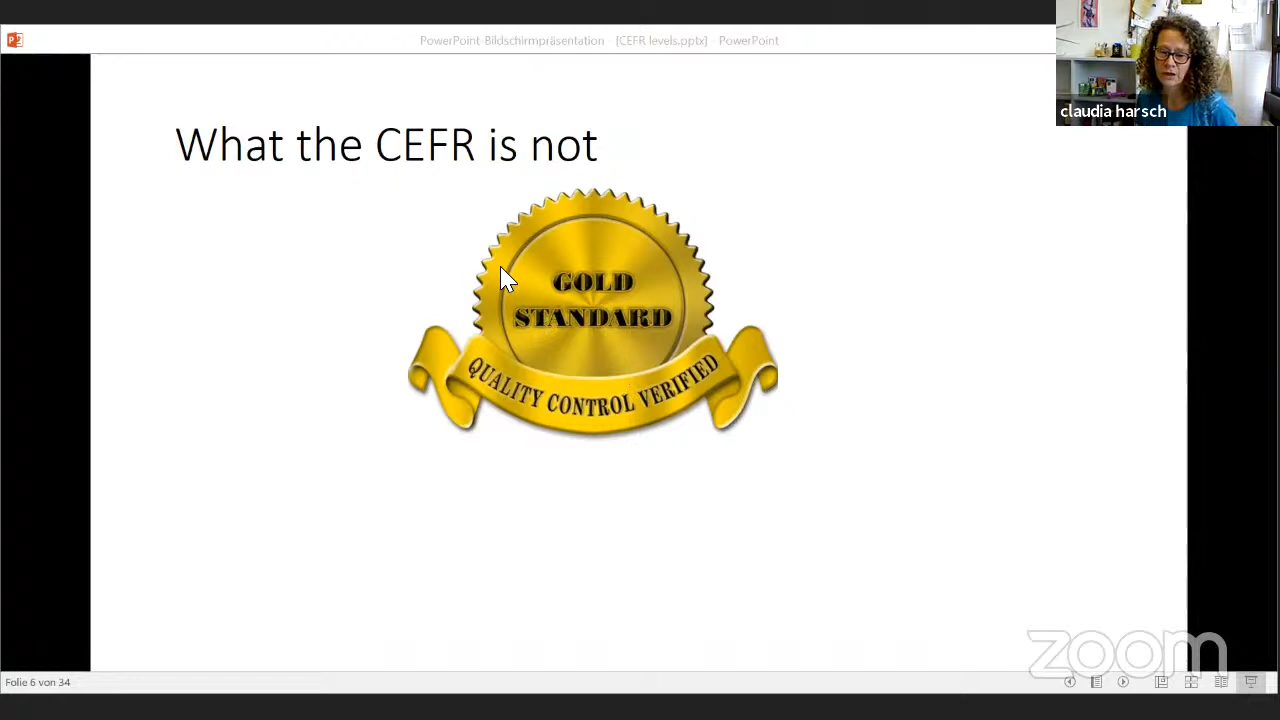 PowerPoint-Bildschirmpräsentation - [CEFR levels.pptx] - PowerPoint
claudia harsch
What the CEFR is not
GOLD
STANDARD
QUALITY CONTROL VERIFIED
zoom
Folie 6 von 34